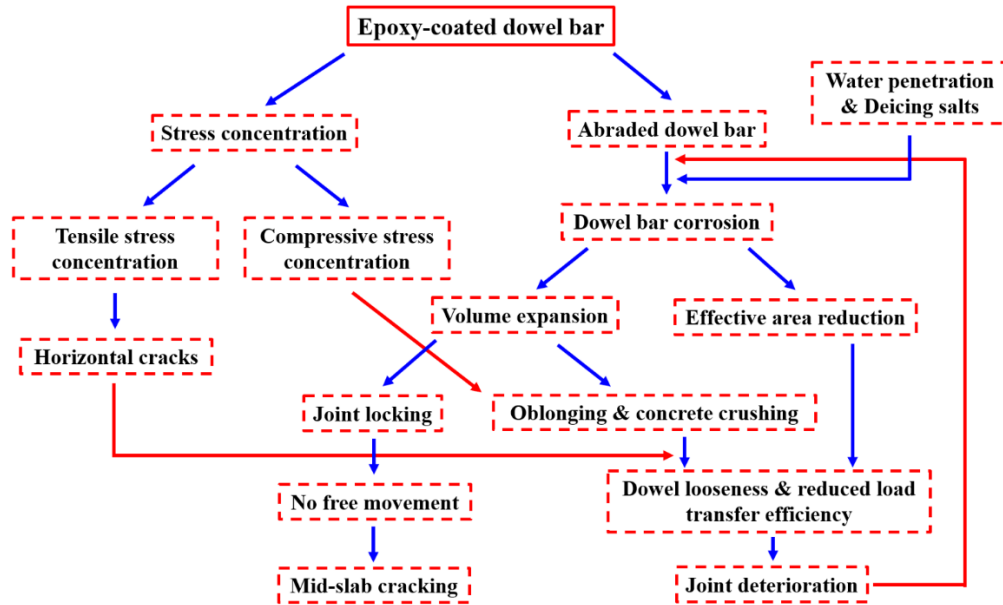 Epoxy-coated dowel bar
Water penetration
& Deicing salts
Stress concentration
Abraded dowel bar
Tensile stress
concentration
Compressive stress
concentration
Dowel bar corrosion
Volume expansion
Effective area reduction
Horizontal cracks
Joint locking
Oblonging & concrete crushing
No free movement
Dowel looseness & reduced load
transfer efficiency
Mid-slab cracking
Joint deterioration